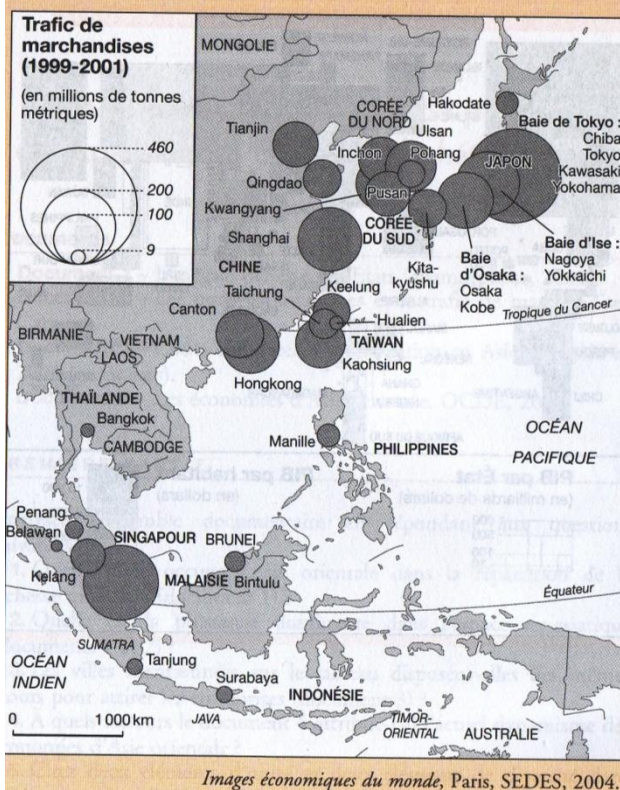 Trafic de
marchandises
(1999-2001)
(en millions de tonnes
métriques)
460
200
100
9
MONGOLIE
CORÉE
DU NORD
Hakodate
Ulsan
Baie de Tokyo :
Chiba
Tokyo
Kawasaki
Yokohama
Tianjin
Inchon
Pohang
JAPON
Qingdao
Kwangyang
Pusan
CORÉE
DU SUD
Shanghai
Kita-
kyūshu
Baie
d'Osaka :
Osaka
Kobe
Baie d'Ise :
Nagoya
Yokkaichi
CHINE
Taichung
Keelung
Tropique du Cancer
Canton
Hualien
TAÏWAN
Hongkong
Kaohsiung
BIRMANIE
VIETNAM
LAOS
THAÏLANDE
Bangkok
CAMBODGE
Manille
PHILIPPINES
OCÉAN
PACIFIQUE
Penang
Belawan
SINGAPOUR
BRUNEI
Kelang
MALAISIE
Bintulu
Équateur
SUMATRA
OCÉAN
INDIEN
Tanjung
Surabaya
INDONÉSIE
0
1 000 km
JAVA
TIMOR-
ORIENTAL
AUSTRALIE
Images économiques du monde, Paris, SEDES, 2004.